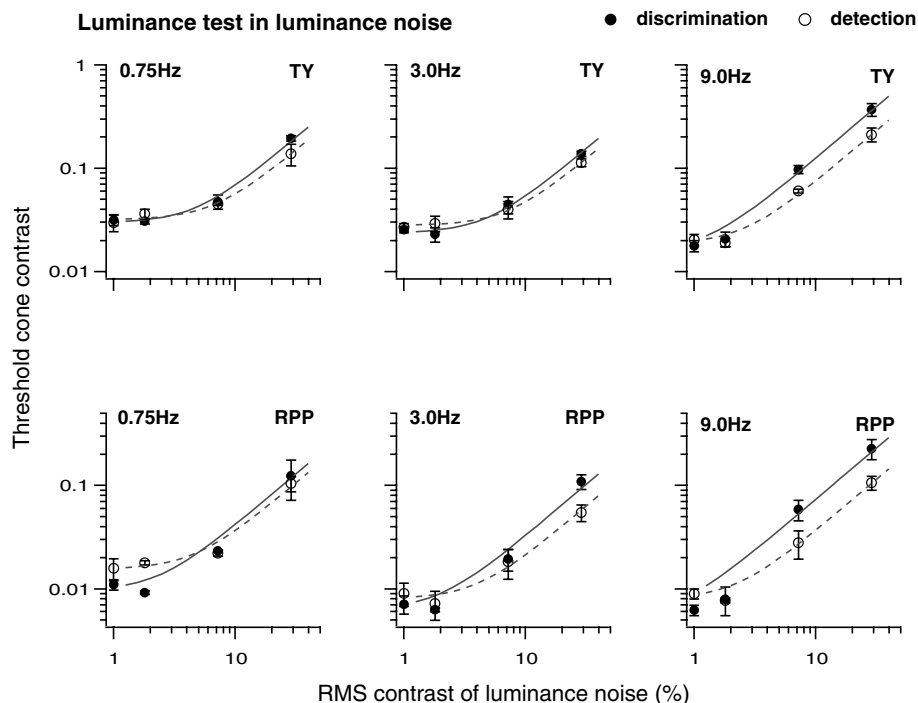 Luminance test in luminance noise
● discrimination ○ detection
0.75Hz TY
3.0Hz TY
9.0Hz TY
1
0.1
0.01
Threshold cone contrast
0.75Hz RPP
3.0Hz RPP
9.0Hz RPP
0.1
0.01
1 10 1 10 1 10
RMS contrast of luminance noise (%)